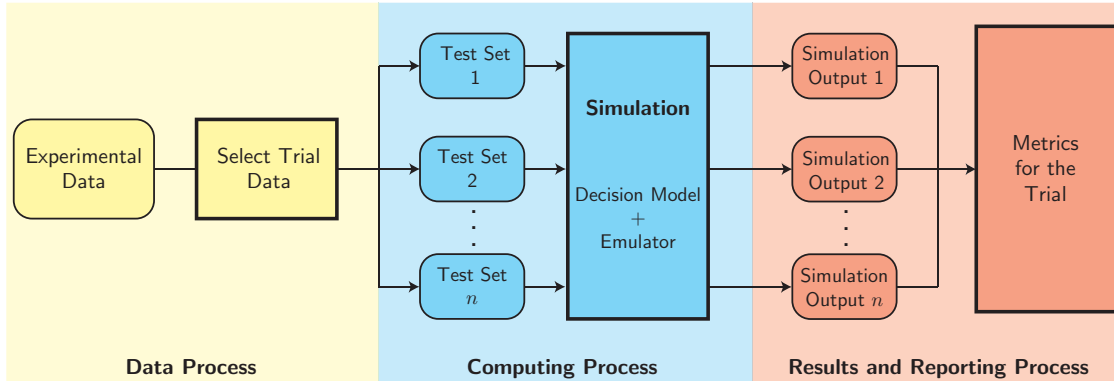 Experimental
Data
Select Trial
Data
Test Set
1
Test Set
2
Test Set
n
Simulation
Decision Model
+
Emulator
Simulation
Output 1
Simulation
Output 2
Simulation
Output n
Metrics
for the
Trial
Data Process
Computing Process
Results and Reporting Process